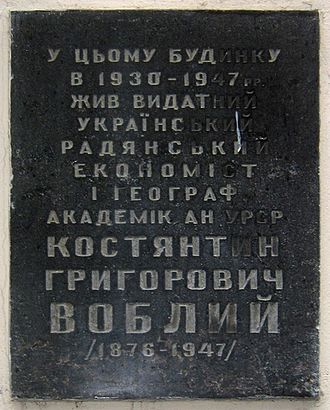 У ЦЬОМУ БУДИНКУ
В 1930-1947 рр.
ЖИВ ВИДАТНИЙ
УКРАЇНСЬКИЙ
РАДЯНСЬКИЙ
ЕКОНОМІСТ
І ГЕОГРАФ
АКАДЕМІК АН УРСР
КОСТЯНТИН
ГРИГОРОВИЧ
ВОБЛИЙ
/1876-1947/